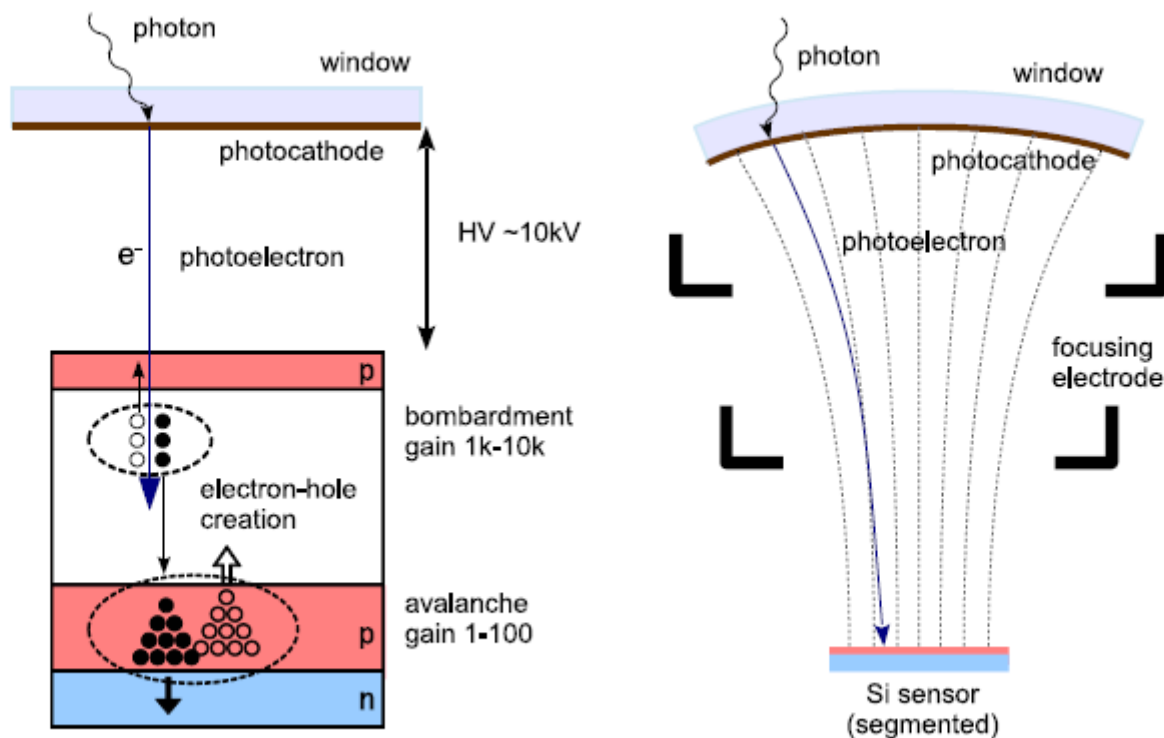 photon
window
photocathode
HV ~10kV
e⁻
photoelectron
p
bombardment
gain 1k-10k
electron-hole
creation
avalanche
gain 1-100
p
n
photon
window
photocathode
photoelectron
focusing
electrode
Si sensor
(segmented)